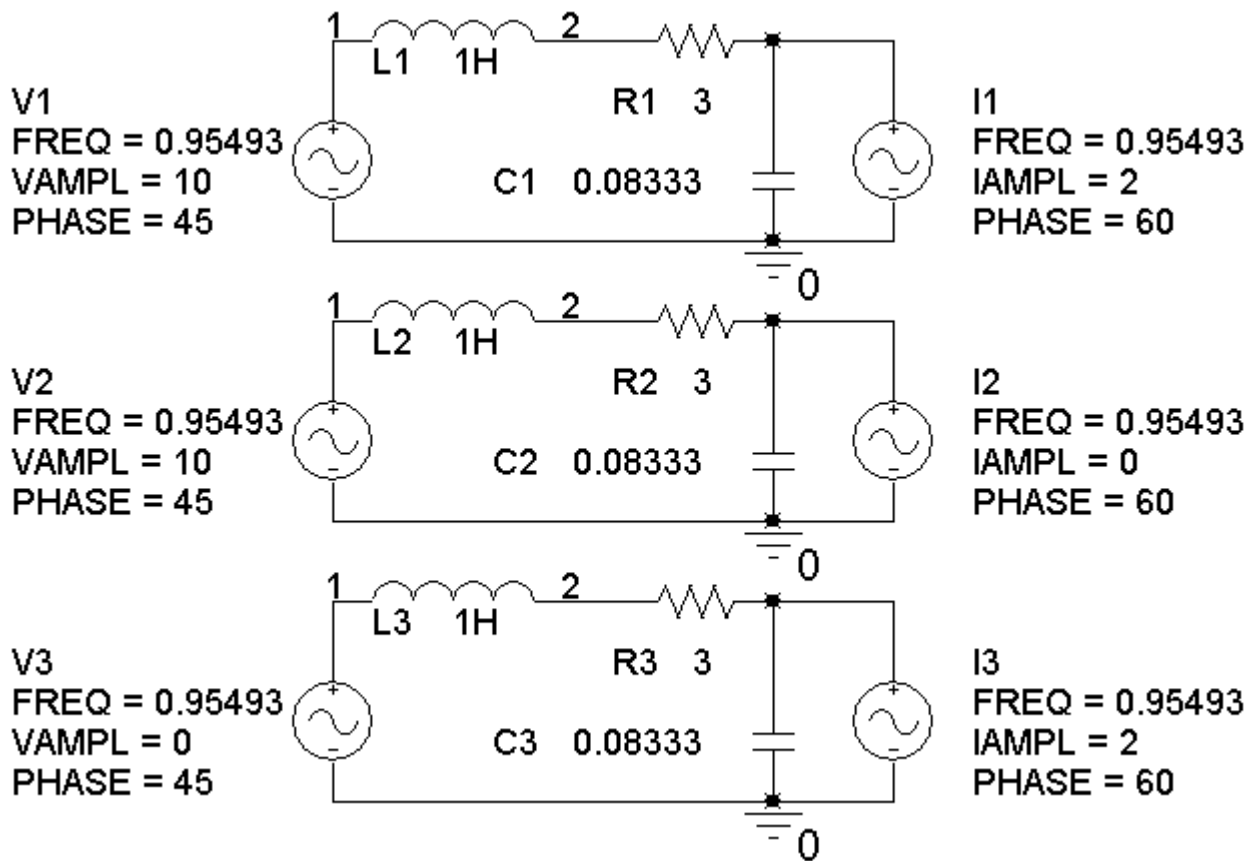 1 2
L1 1H
V1 R1 3 I1
FREQ = 0.95493 FREQ = 0.95493
VAMPL = 10 C1 0.08333 IAMPL = 2
PHASE = 45 PHASE = 60
0
1 2
L2 1H
V2 R2 3 I2
FREQ = 0.95493 FREQ = 0.95493
VAMPL = 10 C2 0.08333 IAMPL = 0
PHASE = 45 PHASE = 60
0
1 2
L3 1H
V3 R3 3 I3
FREQ = 0.95493 FREQ = 0.95493
VAMPL = 0 C3 0.08333 IAMPL = 2
PHASE = 45 PHASE = 60
0